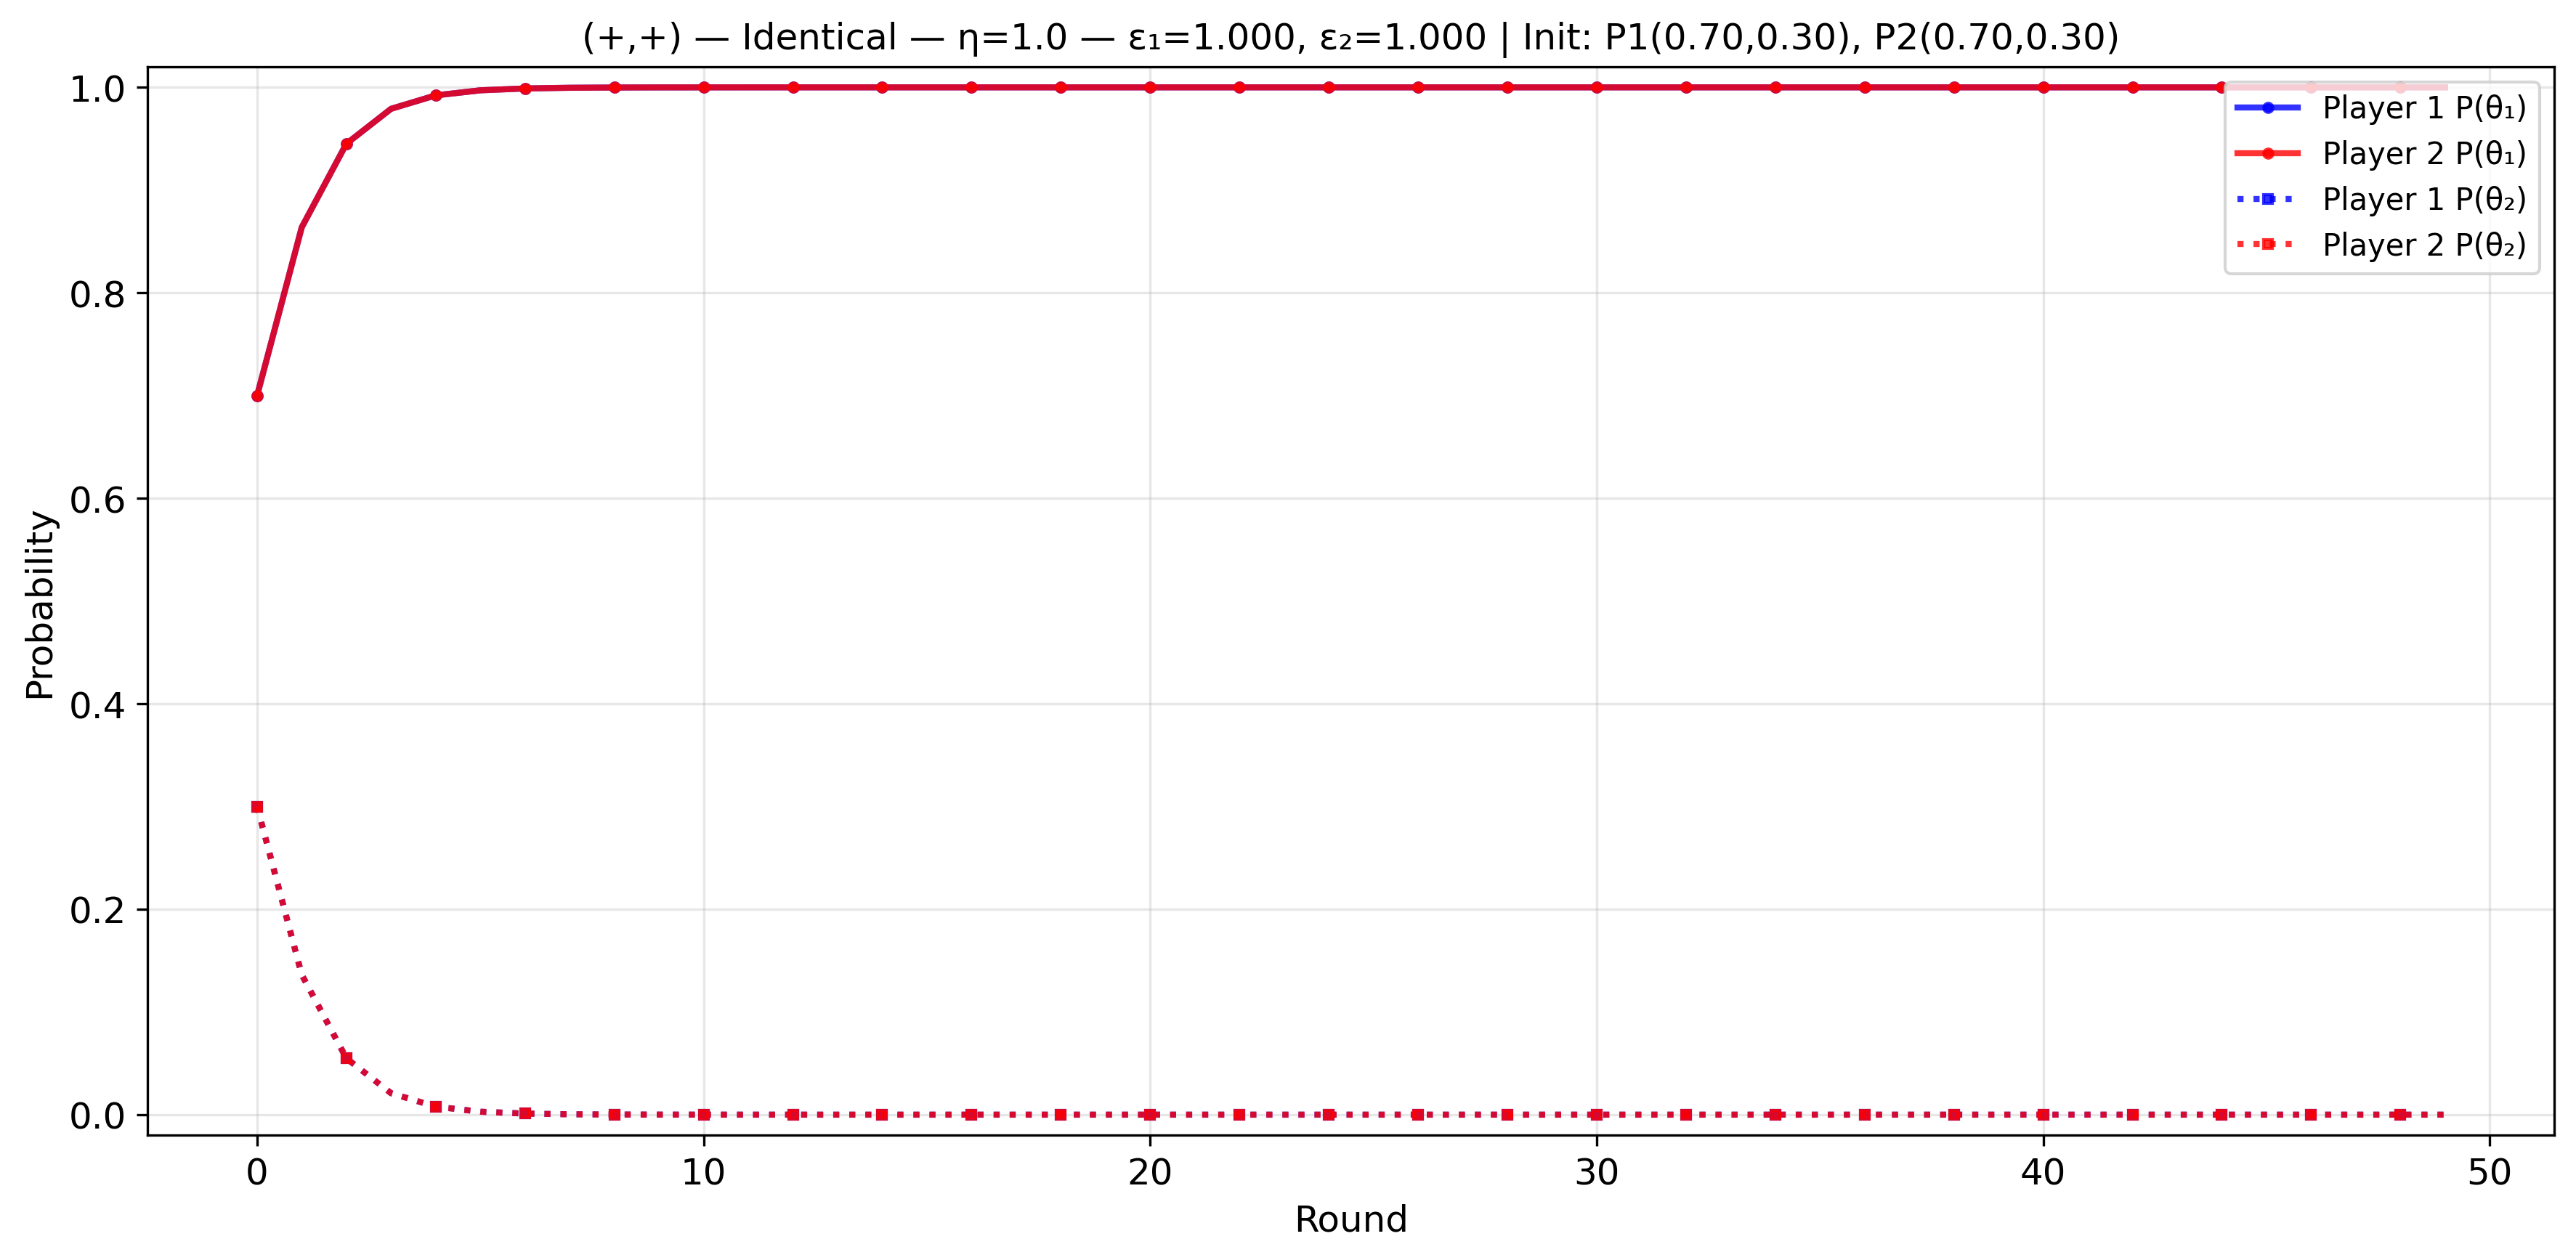 (+,+) — Identical — η=1.0 — ε₁=1.000, ε₂=1.000 | Init: P1(0.70,0.30), P2(0.70,0.30)
Player 1 P(θ₁)
Player 2 P(θ₁)
Player 1 P(θ₂)
Player 2 P(θ₂)
Probability
1.0
0.8
0.6
0.4
0.2
0.0
0 10 20 30 40 50
Round